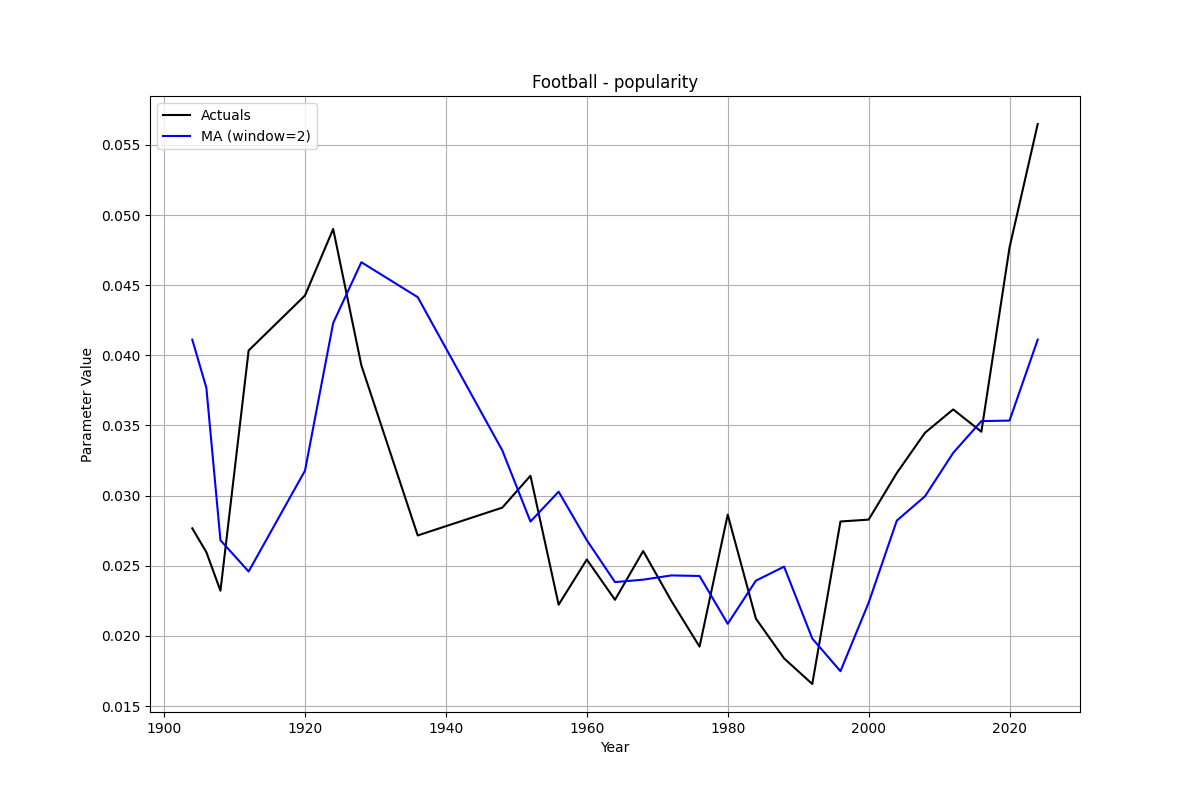 Football - popularity
Actuals
MA (window=2)
0.055
0.050
0.045
0.040
0.035
0.030
0.025
0.020
0.015
Parameter Value
1900 1920 1940 1960 1980 2000 2020
Year